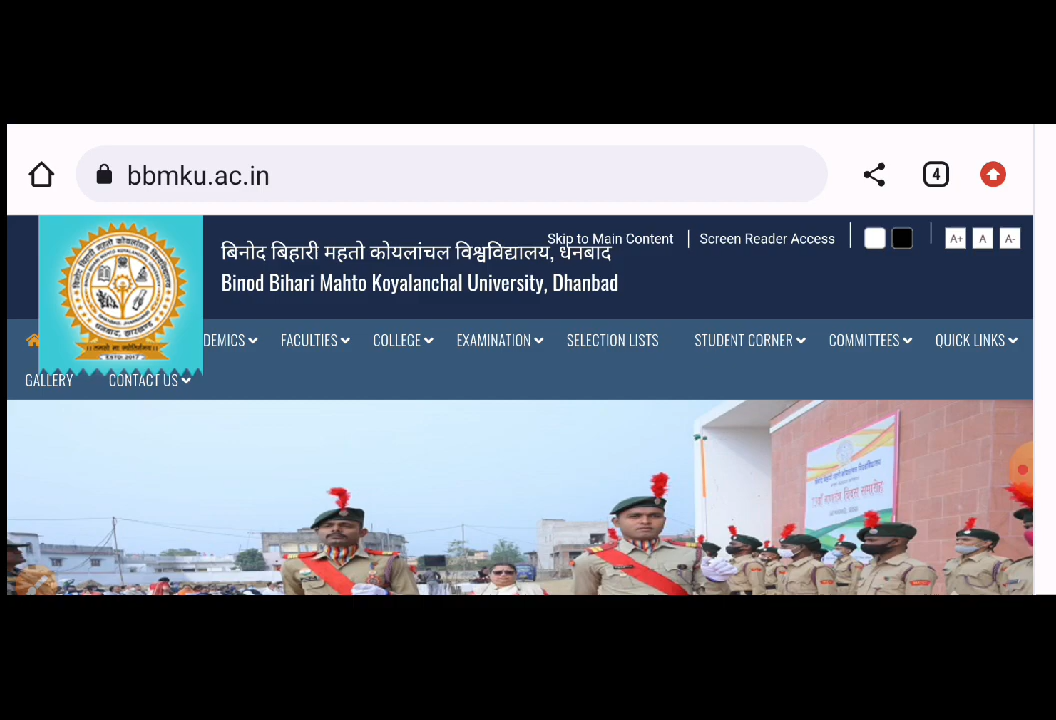 bbmku.ac.in
4
Skip to Main Content
Screen Reader Access
A+ A A-
बिनोद बिहारी महतो कोयलांचल विश्वविद्यालय, धनबाद
Binod Bihari Mahto Koyalanchal University, Dhanbad
DEMICS FACULTIES COLLEGE EXAMINATION SELECTION LISTS STUDENT CORNER COMMITTEES QUICK LINKS
GALLERY CONTACT US